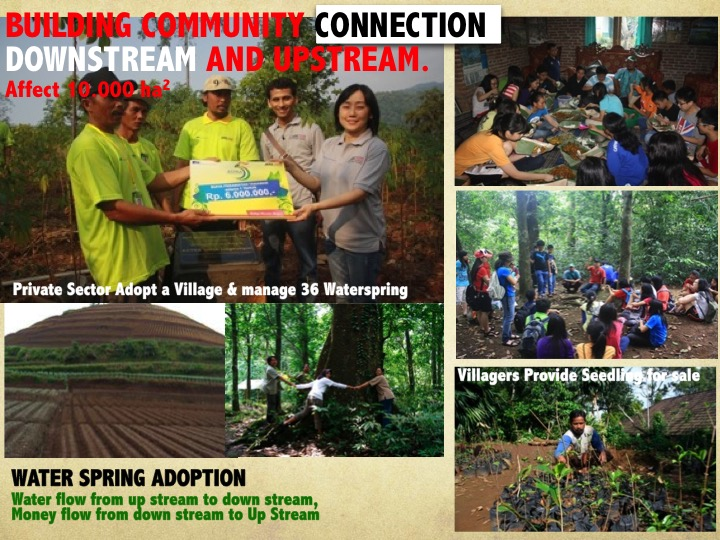 BUILDING COMMUNITY CONNECTION
DOWNSTREAM AND UPSTREAM.
Affect 10.000 ha²
Rp. 6.000.000,-
Private Sector Adopt a Village & manage 36 Waterspring
Villagers Provide Seedling for sale
WATER SPRING ADOPTION
Water flow from up stream to down stream,
Money flow from down stream to Up Stream